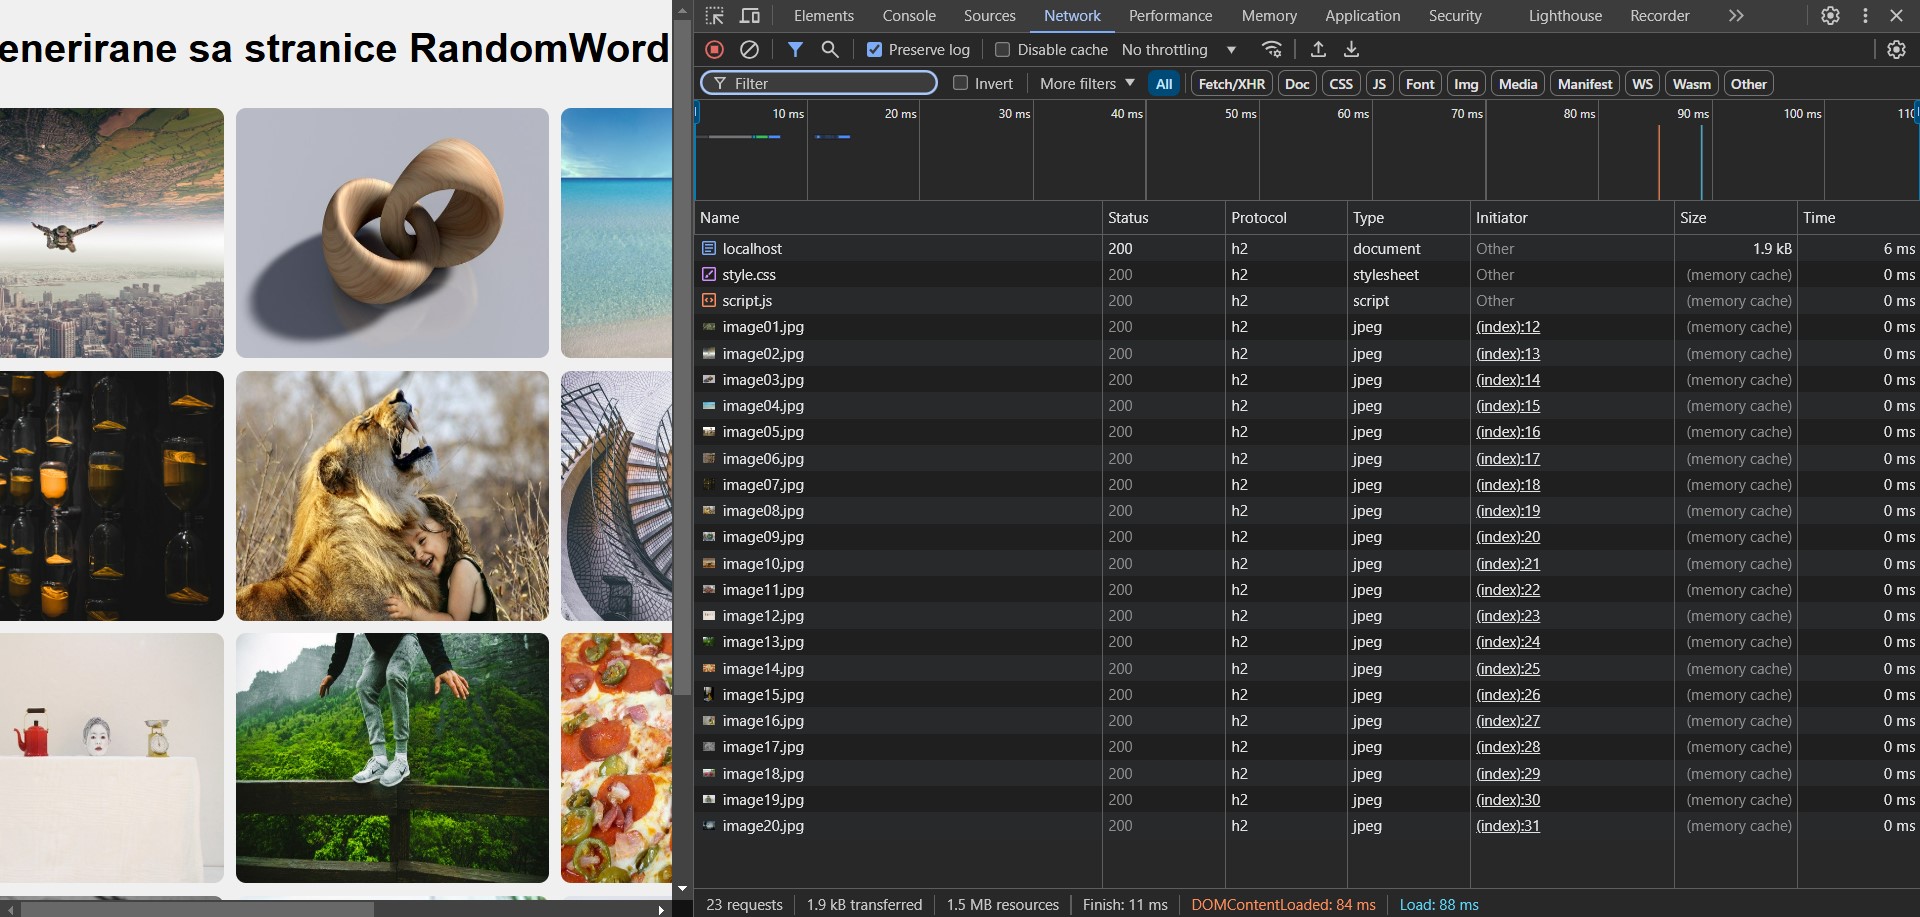 enerirane sa stranice RandomWord
Elements Console Sources Network Performance Memory Application Security Lighthouse Recorder
Preserve log Disable cache No throttling
Filter Invert More filters All Fetch/XHR Doc CSS JS Font Img Media Manifest WS Wasm Other
10 ms 20 ms 30 ms 40 ms 50 ms 60 ms 70 ms 80 ms 90 ms 100 ms 110
Name Status Protocol Type Initiator Size Time
localhost 200 h2 document Other 1.9 kB 6 ms
style.css 200 h2 stylesheet Other (memory cache) 0 ms
script.js 200 h2 script Other (memory cache) 0 ms
image01.jpg 200 h2 jpeg (index):12 (memory cache) 0 ms
image02.jpg 200 h2 jpeg (index):13 (memory cache) 0 ms
image03.jpg 200 h2 jpeg (index):14 (memory cache) 0 ms
image04.jpg 200 h2 jpeg (index):15 (memory cache) 0 ms
image05.jpg 200 h2 jpeg (index):16 (memory cache) 0 ms
image06.jpg 200 h2 jpeg (index):17 (memory cache) 0 ms
image07.jpg 200 h2 jpeg (index):18 (memory cache) 0 ms
image08.jpg 200 h2 jpeg (index):19 (memory cache) 0 ms
image09.jpg 200 h2 jpeg (index):20 (memory cache) 0 ms
image10.jpg 200 h2 jpeg (index):21 (memory cache) 0 ms
image11.jpg 200 h2 jpeg (index):22 (memory cache) 0 ms
image12.jpg 200 h2 jpeg (index):23 (memory cache) 0 ms
image13.jpg 200 h2 jpeg (index):24 (memory cache) 0 ms
image14.jpg 200 h2 jpeg (index):25 (memory cache) 0 ms
image15.jpg 200 h2 jpeg (index):26 (memory cache) 0 ms
image16.jpg 200 h2 jpeg (index):27 (memory cache) 0 ms
image17.jpg 200 h2 jpeg (index):28 (memory cache) 0 ms
image18.jpg 200 h2 jpeg (index):29 (memory cache) 0 ms
image19.jpg 200 h2 jpeg (index):30 (memory cache) 0 ms
image20.jpg 200 h2 jpeg (index):31 (memory cache) 0 ms
23 requests 1.9 kB transferred 1.5 MB resources Finish: 11 ms DOMContentLoaded: 84 ms Load: 88 ms